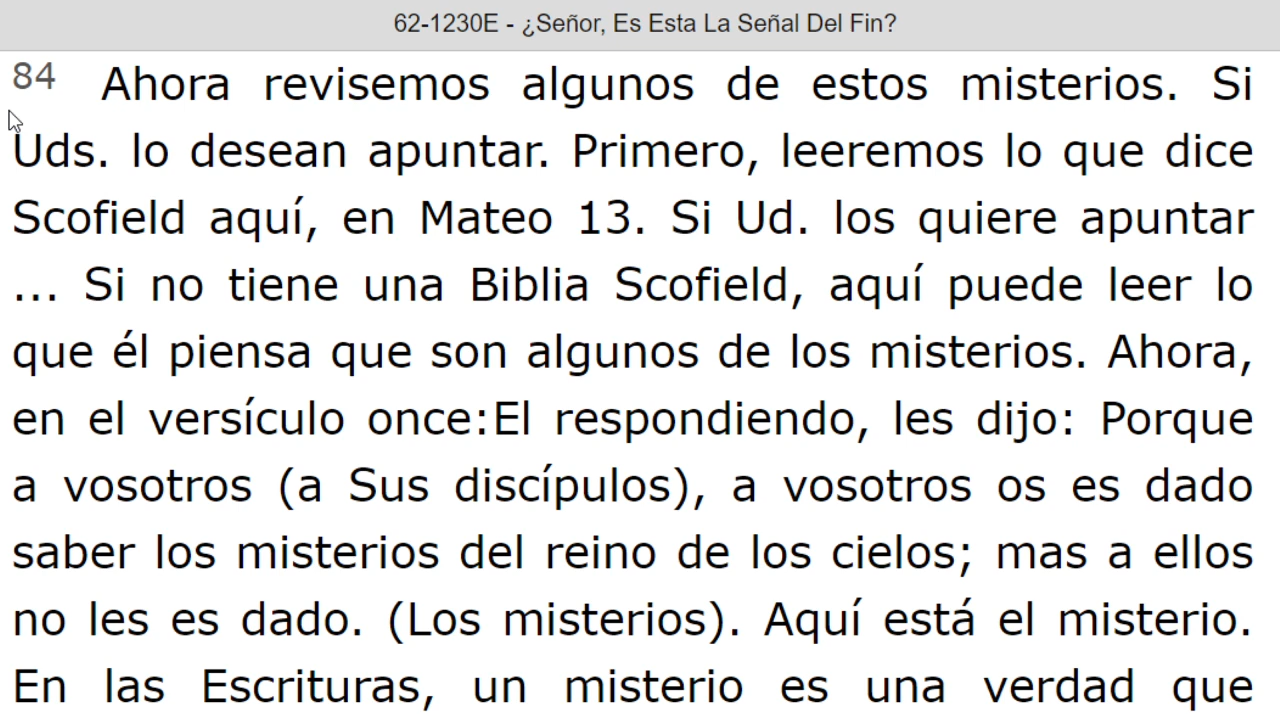 62-1230E - ¿Señor, Es Esta La Señal Del Fin?
84 Ahora revisemos algunos de estos misterios. Si
Uds. lo desean apuntar. Primero, leeremos lo que dice
Scofield aquí, en Mateo 13. Si Ud. los quiere apuntar
... Si no tiene una Biblia Scofield, aquí puede leer lo
que él piensa que son algunos de los misterios. Ahora,
en el versículo once:El respondiendo, les dijo: Porque
a vosotros (a Sus discípulos), a vosotros os es dado
saber los misterios del reino de los cielos; mas a ellos
no les es dado. (Los misterios). Aquí está el misterio.
En las Escrituras, un misterio es una verdad que